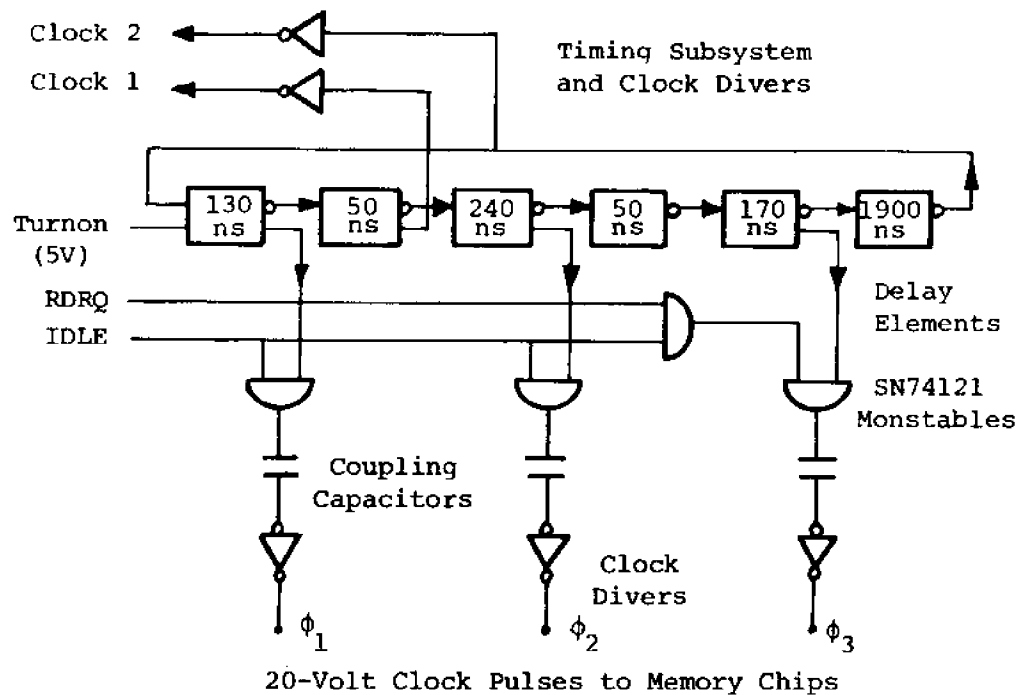 Clock 2
Clock 1
Timing Subsystem
and Clock Divers
130
ns
50
ns
240
ns
50
ns
170
ns
1900
ns
Turnon
(5V)
RDRQ
IDLE
Delay
Elements
SN74121
Monstables
Coupling
Capacitors
Clock
Divers
ϕ1
ϕ2
ϕ3
20-Volt Clock Pulses to Memory Chips